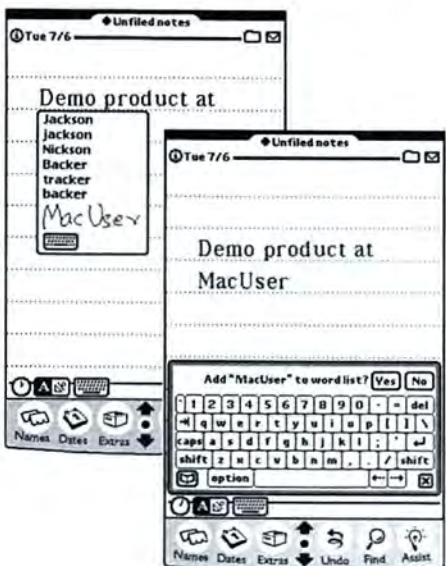 ◆Unfiled notes
Tue 7/6
Demo product at
Jackson
jackson
Nickson
Backer
tracker
backer
MacUser
A
Names Dates Extras
◆Unfiled notes
Tue 7/6
Demo product at
MacUser
Add "MacUser" to word list? Yes No
` 1 2 3 4 5 6 7 8 9 0 - = del
q w e r t y u i o p [ ] \
caps a s d f g h j k l ; '
shift z x c v b n m , . / shift
option
A
Names Dates Extras Undo Find Assist